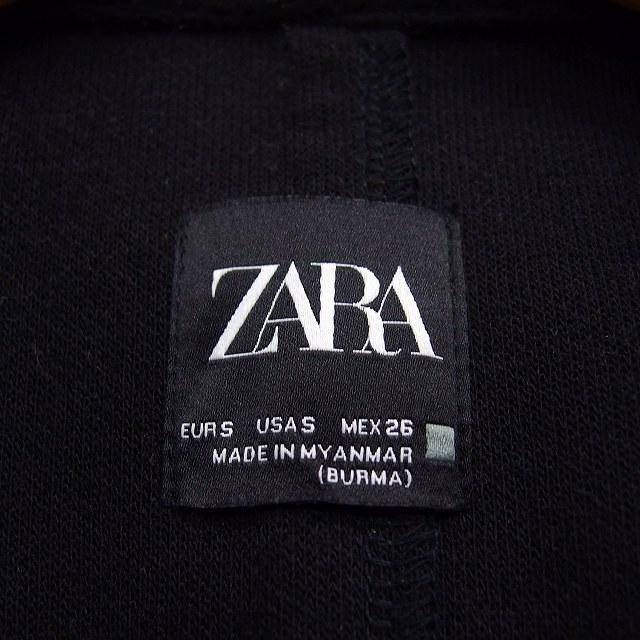 ZARA
EUR S USA S MEX 26
MADE IN MYANMAR
(BURMA)